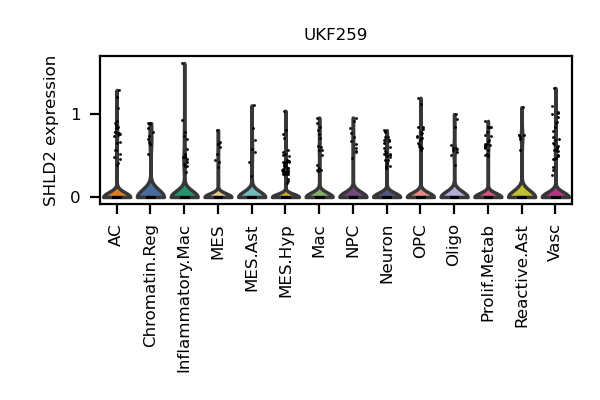 UKF259
SHLD2 expression
1
0
AC
Chromatin.Reg
Inflammatory.Mac
MES
MES.Ast
MES.Hyp
Mac
NPC
Neuron
OPC
Oligo
Prolif.Metab
Reactive.Ast
Vasc